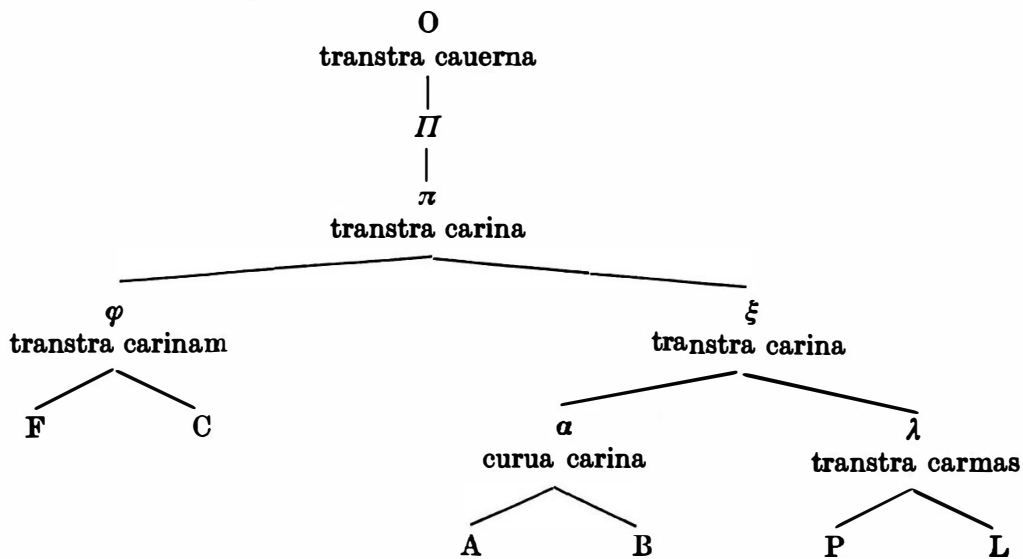 O
transtra cauerna
Π
π
transtra carina
φ ξ
transtra carinam transtra carina
F C α λ
curua carina transtra carmas
A B P L